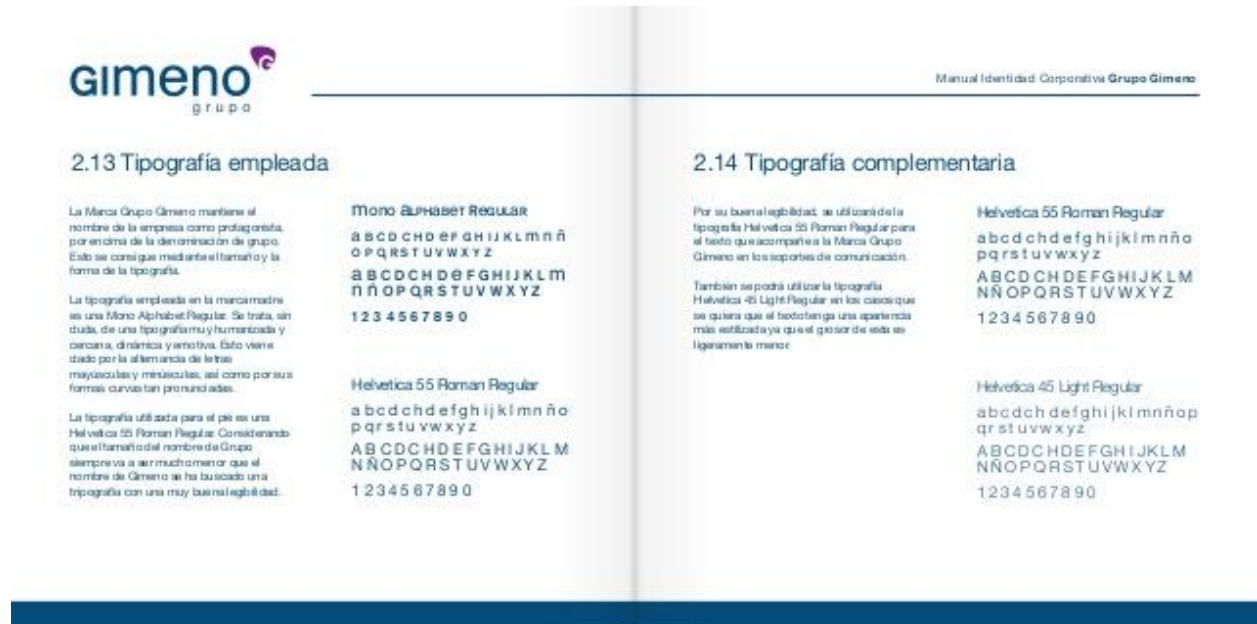 GIMENO
G
grupo
Manual Identidad Corporativa Grupo Gimeno
2.13 Tipografía empleada
La Marca Grupo Gimeno mantiene el
nombre de la empresa como protagonista,
por encima de la denominación de grupo.
Esto se consigue mediante el tamaño y la
forma de la tipografía.
La tipografía empleada en la marca madre
es una Mono Alphabet Regular. Se trata, sin
duda, de una tipografía muy humanizada y
cercana, dinámica y emotiva. Esto viene
dado por la alternancia de letras
mayúsculas y minúsculas, así como por sus
formas curvas tan pronunciadas.
La tipografía utilizada para el pié es una
Helvetica 55 Roman Regular. Considerando
que el tamaño del nombre de Grupo
siempre va a ser mucho menor que el
nombre de Gimeno se ha buscado una
tripografía con una muy buena legibilidad.
mono aLPHaBeT ReGULaR
a B C D CH D e F G H I J K L m n ñ
O P Q R S T U V W X Y Z
a B C D CH D e F G H I J K L m
n ñ O P Q R S T U V W X Y Z
1 2 3 4 5 6 7 8 9 0
Helvetica 55 Roman Regular
a b c d ch d e f g h i j k l m n ñ o
p q r s t u v w x y z
A B C D CH D E F G H I J K L M
N Ñ O P Q R S T U V W X Y Z
1 2 3 4 5 6 7 8 9 0
2.14 Tipografía complementaria
Por su buena legibilidad, se utilizará de la
tipografía Helvetica 55 Roman Regular para
el texto que acompañe a la Marca Grupo
Gimeno en los soportes de comunicación.
También se podrá utilizar la tipografía
Helvetica 45 Light Regular en los casos que
se quiera que el texto tenga una apariencia
más estilizada ya que el grosor de esta es
ligeramente menor.
Helvetica 55 Roman Regular
a b c d ch d e f g h i j k l m n ñ o
p q r s t u v w x y z
A B C D CH D E F G H I J K L M
N Ñ O P Q R S T U V W X Y Z
1 2 3 4 5 6 7 8 9 0
Helvetica 45 Light Regular
a b c d ch d e f g h i j k l m n ñ o p
q r s t u v w x y z
A B C D CH D E F G H I J K L M
N Ñ O P Q R S T U V W X Y Z
1 2 3 4 5 6 7 8 9 0